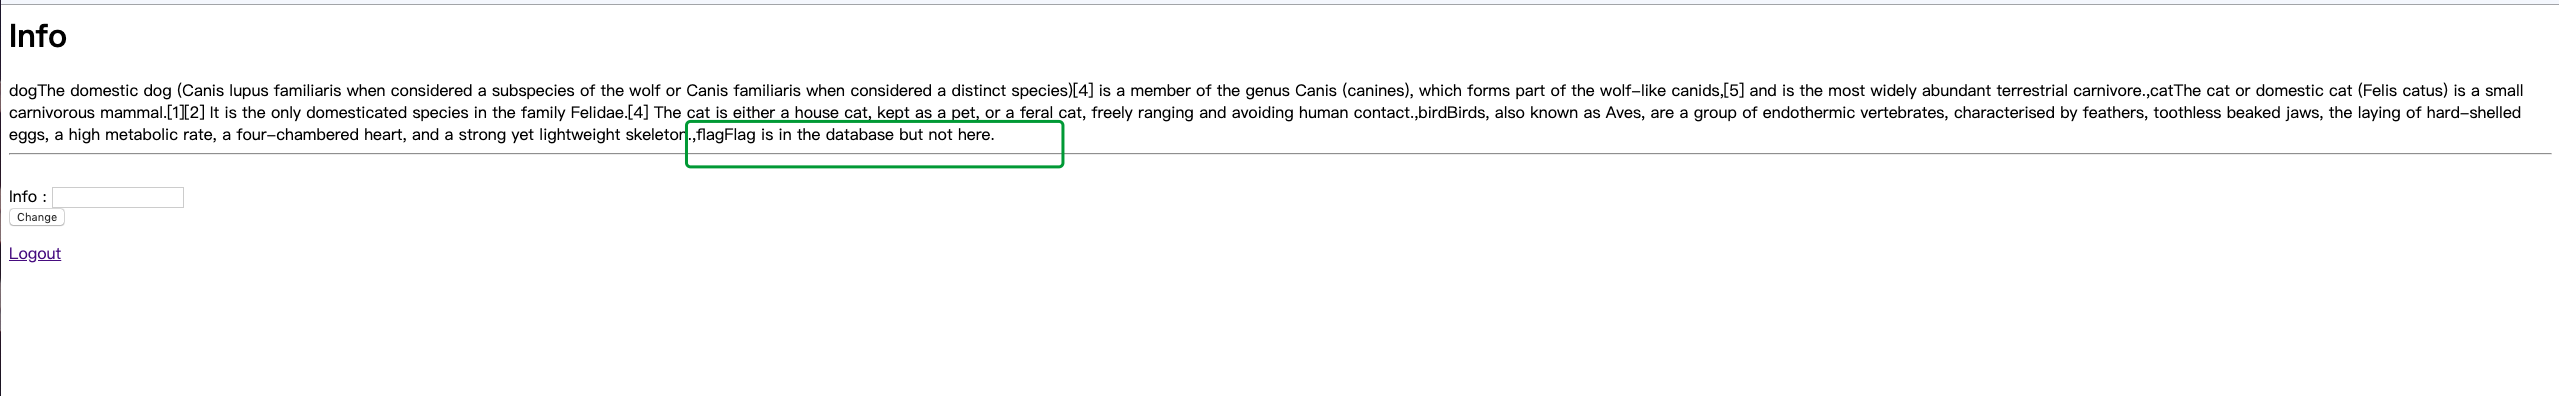 Info
dogThe domestic dog (Canis lupus familiaris when considered a subspecies of the wolf or Canis familiaris when considered a distinct species)[4] is a member of the genus Canis (canines), which forms part of the wolf-like canids,[5] and is the most widely abundant terrestrial carnivore.,catThe cat or domestic cat (Felis catus) is a small
carnivorous mammal.[1][2] It is the only domesticated species in the family Felidae.[4] The cat is either a house cat, kept as a pet, or a feral cat, freely ranging and avoiding human contact.,birdBirds, also known as Aves, are a group of endothermic vertebrates, characterised by feathers, toothless beaked jaws, the laying of hard-shelled
eggs, a high metabolic rate, a four-chambered heart, and a strong yet lightweight skeleton.,flagFlag is in the database but not here.
Info :
Change
Logout